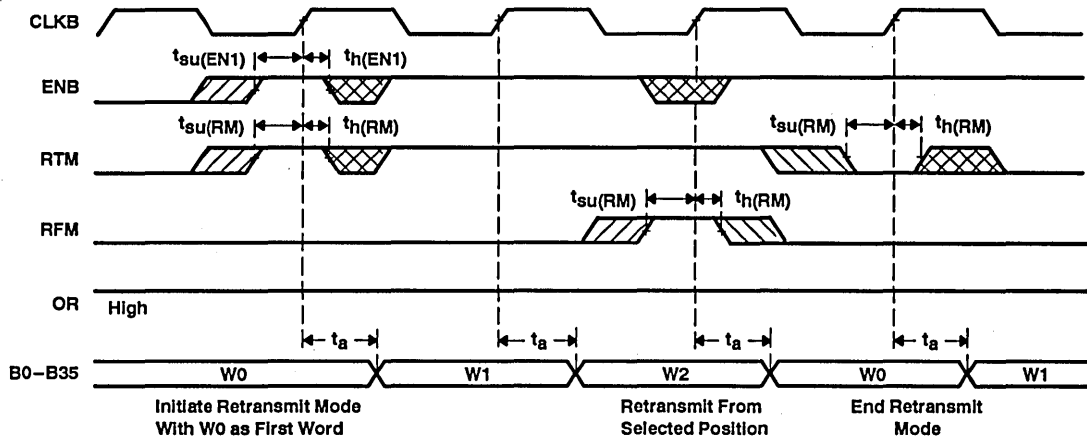 CLKB
tsu(EN1) th(EN1)
ENB
tsu(RM) th(RM) tsu(RM) th(RM)
RTM
tsu(RM) th(RM)
RFM
OR High
ta ta ta ta
B0–B35 W0 W1 W2 W0 W1
Initiate Retransmit Mode Retransmit From End Retransmit
With W0 as First Word Selected Position Mode